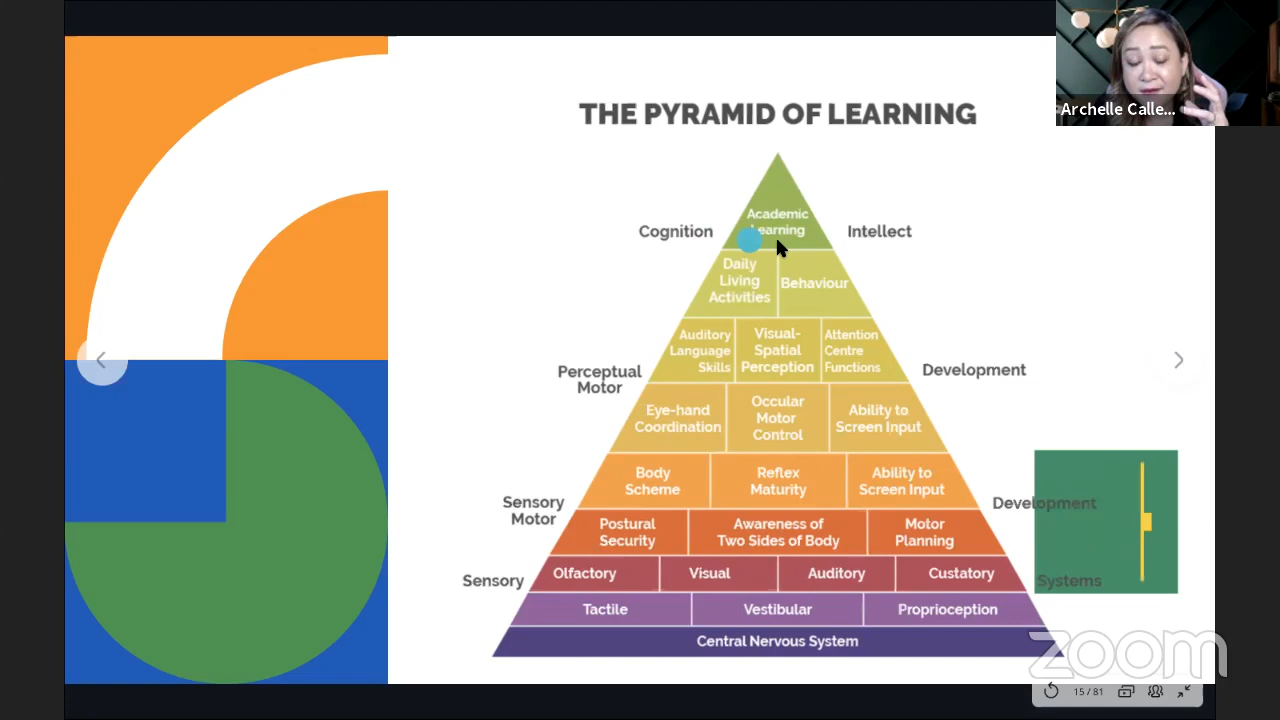 Archelle Calle...
THE PYRAMID OF LEARNING
Academic
Learning
Cognition
Intellect
Daily
Living
Activities
Behaviour
Auditory
Language
Skills
Visual-
Spatial
Perception
Attention
Centre
Functions
Perceptual
Motor
Development
Eye-hand
Coordination
Occular
Motor
Control
Ability to
Screen Input
Body
Scheme
Reflex
Maturity
Ability to
Screen Input
Sensory
Motor
Development
Postural
Security
Awareness of
Two Sides of Body
Motor
Planning
Sensory
Olfactory
Visual
Auditory
Custatory
Systems
Tactile
Vestibular
Proprioception
Central Nervous System
zoom
15/81